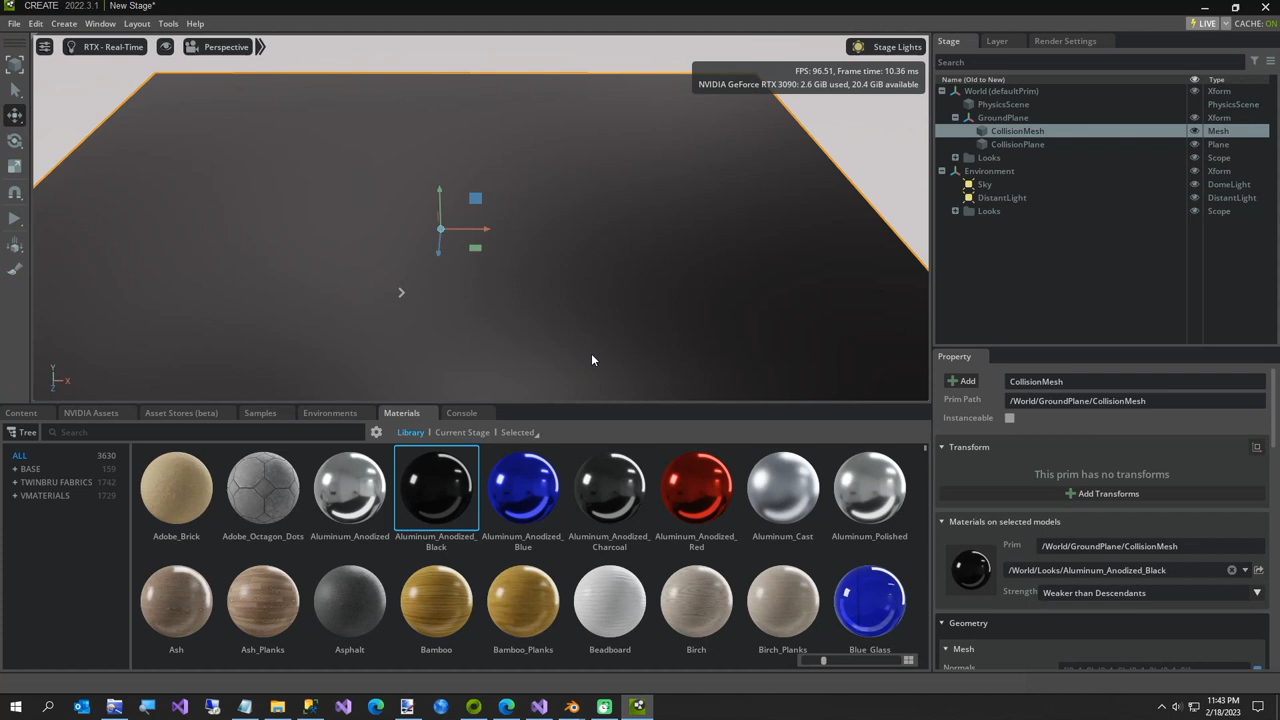 CREATE 2022.3.1 | New Stage*
File Edit Create Window Layout Tools Help
LIVE CACHE: ON
RTX - Real-Time Perspective Stage Lights
FPS: 96.51, Frame time: 10.36 ms
NVIDIA GeForce RTX 3090: 2.6 GiB used, 20.4 GiB available
Y
X
Z
Stage Layer Render Settings
Search
Name (Old to New) Type
World (defaultPrim) Xform
PhysicsScene PhysicsScene
GroundPlane Xform
CollisionMesh Mesh
CollisionPlane Plane
Looks Scope
Environment Xform
Sky DomeLight
DistantLight DistantLight
Looks Scope
Property
Add CollisionMesh
Prim Path /World/GroundPlane/CollisionMesh
Instanceable
Transform
This prim has no transforms
Add Transforms
Materials on selected models
Prim /World/GroundPlane/CollisionMesh
/World/Looks/Aluminum_Anodized_Black
Strength Weaker than Descendants
Geometry
Mesh
Normals
Content NVIDIA Assets Asset Stores (beta) Samples Environments Materials Console
Tree Search Library Current Stage Selected
ALL 3630
+ BASE 159
+ TWINBRU FABRICS 1742
+ VMATERIALS 1729
Adobe_Brick Adobe_Octagon_Dots Aluminum_Anodized Aluminum_Anodized_Black Aluminum_Anodized_Blue Aluminum_Anodized_Charcoal Aluminum_Anodized_Red Aluminum_Cast Aluminum_Polished
Ash Ash_Planks Asphalt Bamboo Bamboo_Planks Beadboard Birch Birch_Planks Blue_Glass
11:43 PM
2/18/2023